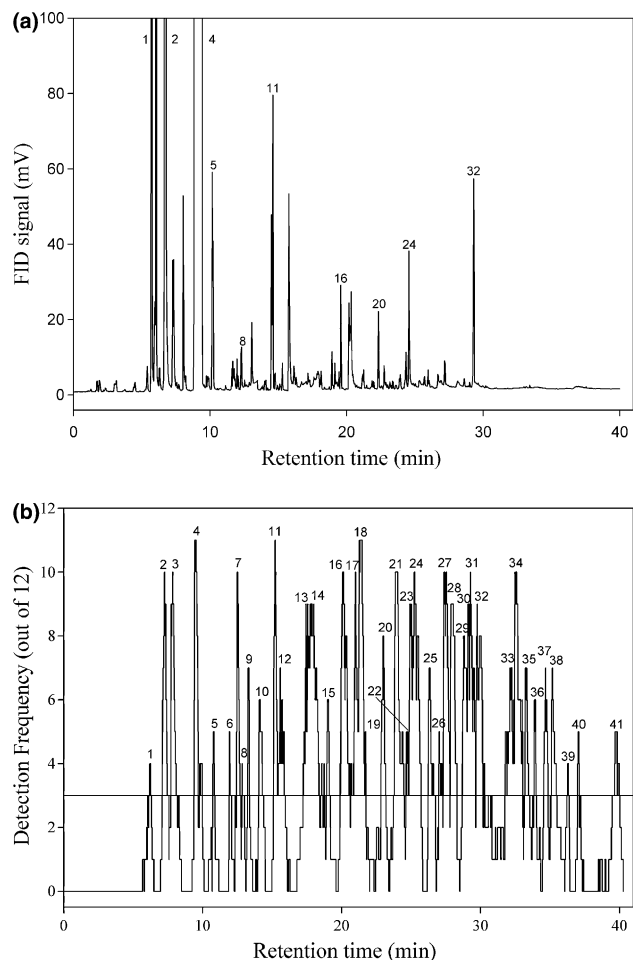 (a)
100
80
60
40
20
0
FID signal (mV)
1 2 4
11
5
32
24
16
20
8
0 10 20 30 40
Retention time (min)
(b)
12
10
8
6
4
2
0
Detection Frequency (out of 12)
4 11 18
2 3 7 16 17 21 24 27 31 34
13 14 23 28 30 32
20 29
9 12 25 33 35 37 38
10 15 22 36
5 6 19 26 40 41
1 8 39
0 10 20 30 40
Retention time (min)